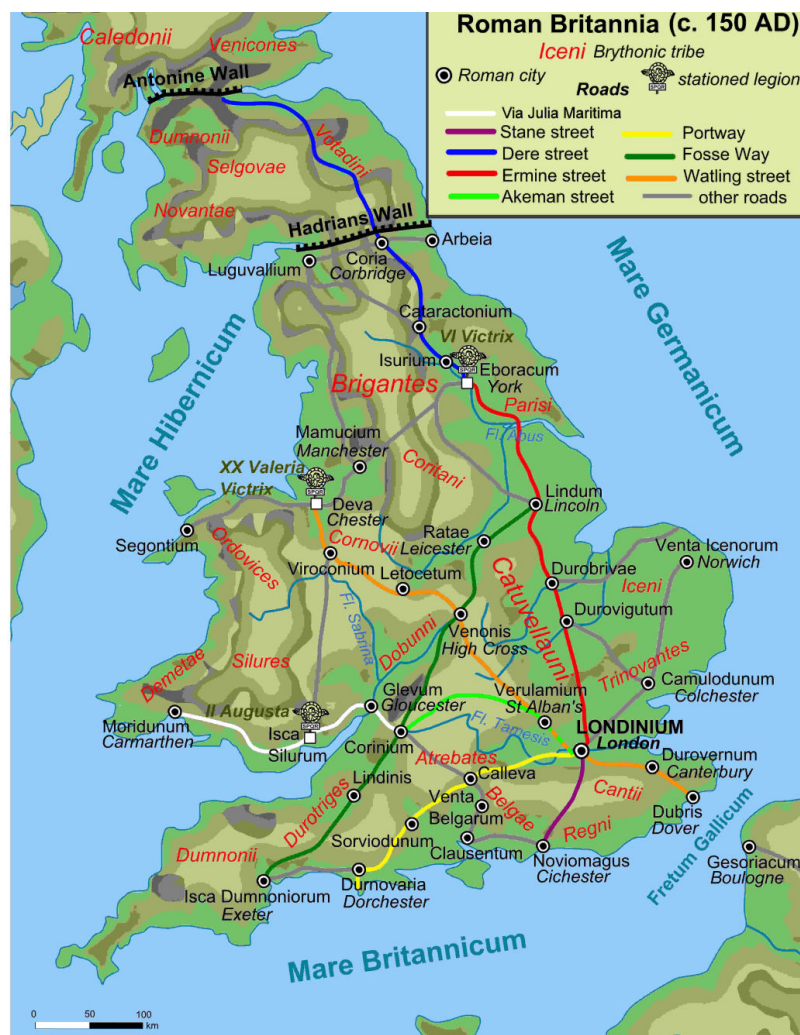 Roman Britannia (c. 150 AD)
Iceni Brythonic tribe
Roman city
SPQR
stationed legion
Roads
Via Julia Maritima
Stane street
Portway
Dere street
Fosse Way
Ermine street
Watling street
Akeman street
other roads
Caledonii
Venicones
Antonine Wall
Dumnonii
Votadini
Selgovae
Novantae
Hadrians Wall
Arbeia
Luguvallium
Coria
Corbridge
Mare Hibernicum
Mare Germanicum
Cataractonium
VI Victrix
Isurium
SPQR
Eboracum
York
Brigantes
Parisi
Fl. Abus
Mamucium
Manchester
Coritani
XX Valeria
Victrix
SPQR
Deva
Chester
Lindum
Lincoln
Segontium
Ordovices
Cornovii
Ratae
Leicester
Venta Icenorum
Norwich
Viroconium
Letocetum
Catuvellauni
Durobrivae
Iceni
Fl. Sabrina
Dobunni
Venonis
High Cross
Durovigutum
Demetae
Silures
Trinovantes
Camulodunum
Colchester
II Augusta
SPQR
Glevum
Gloucester
Verulamium
St Alban's
Moridunum
Carmarthen
Isca
Silurum
Corinium
Fl. Tamesis
LONDINIUM
London
Atrebates
Durovernum
Canterbury
Lindinis
Calleva
Cantii
Durotriges
Venta
Belgarum
Belgae
Dubris
Dover
Sorviodunum
Regni
Fretum Gallicum
Dumnonii
Clausentum
Noviomagus
Cichester
Gesoriacum
Boulogne
Isca Dumnoniorum
Exeter
Durnovaria
Dorchester
Mare Britannicum
0 50 100
km